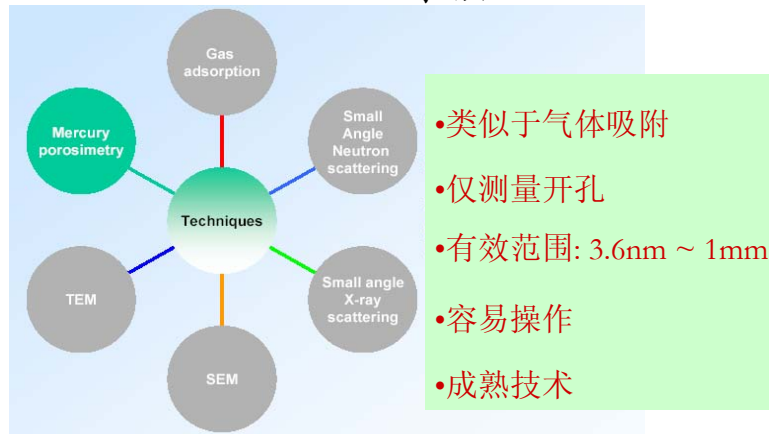 Gas
adsorption
Mercury
porosimetry
Small
Angle
Neutron
scattering
Techniques
TEM
Small angle
X-ray
scattering
SEM
•类似于气体吸附
•仅测量开孔
•有效范围: 3.6nm ~ 1mm
•容易操作
•成熟技术